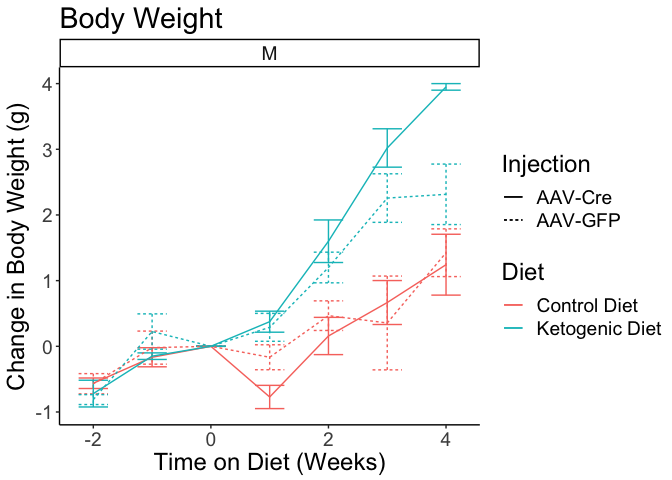 Body Weight
M
Change in Body Weight (g)
4
3
2
1
0
-1
-2
0
2
4
Time on Diet (Weeks)
Injection
AAV-Cre
AAV-GFP
Diet
Control Diet
Ketogenic Diet